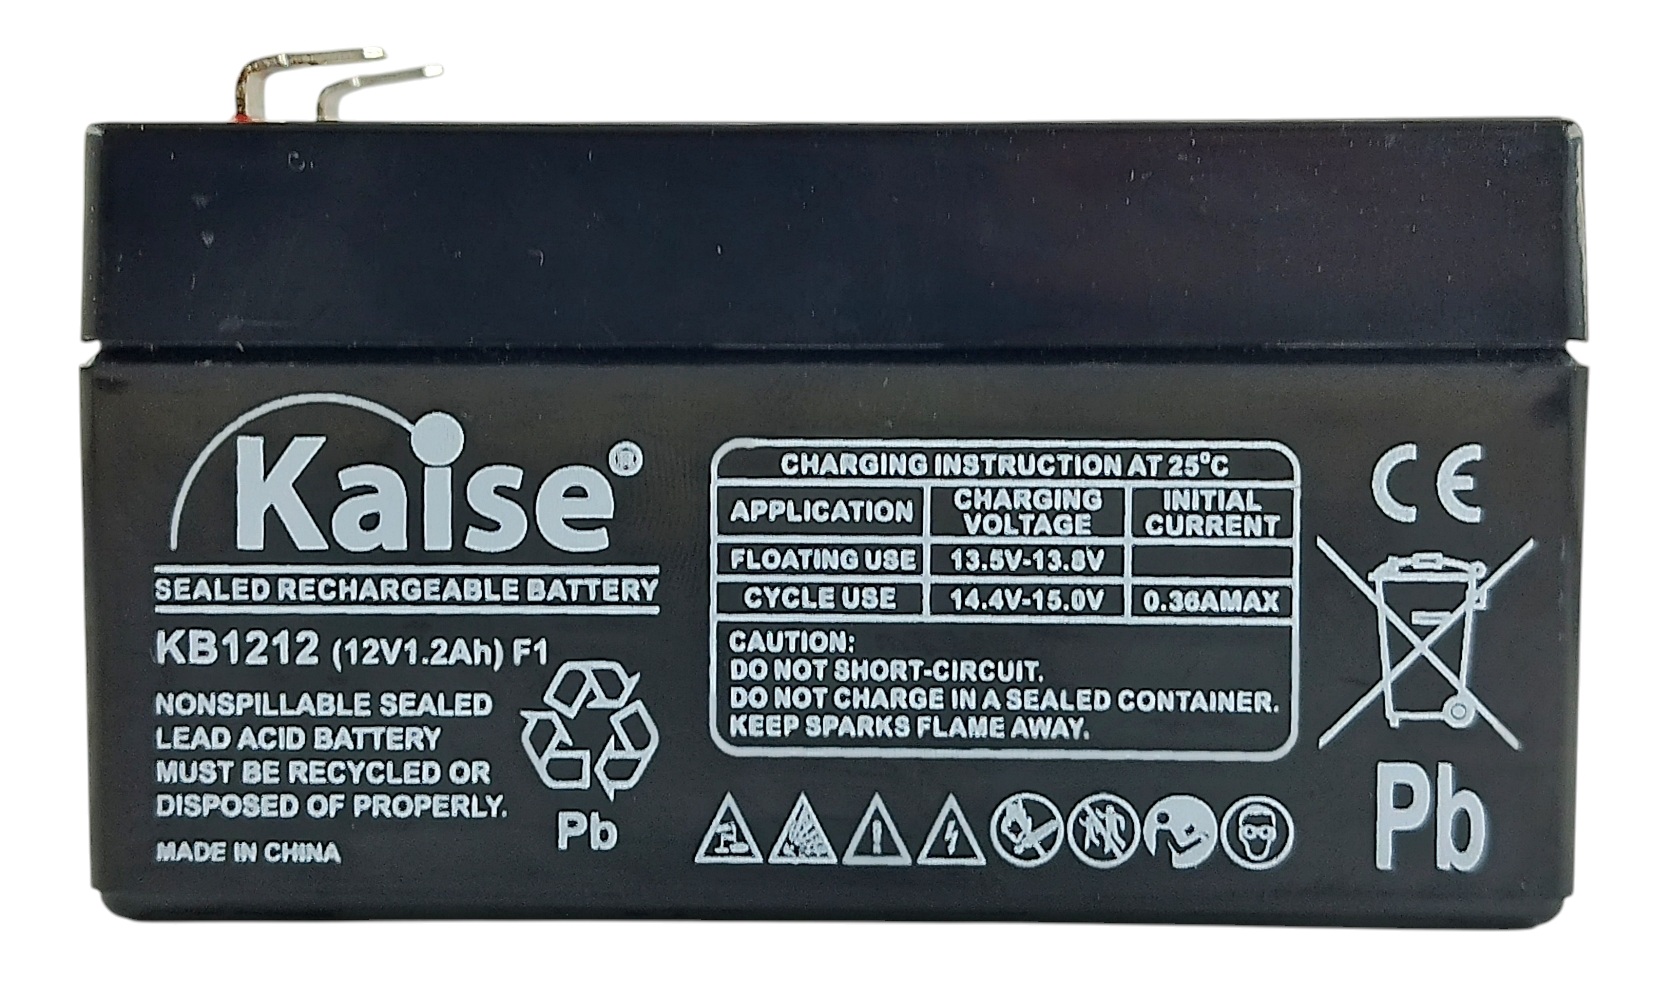 Kaise®
SEALED RECHARGEABLE BATTERY
KB1212 (12V1.2Ah) F1
NONSPILLABLE SEALED
LEAD ACID BATTERY
MUST BE RECYCLED OR
DISPOSED OF PROPERLY.
MADE IN CHINA
Pb
CHARGING INSTRUCTION AT 25°C
APPLICATION CHARGING VOLTAGE INITIAL CURRENT
FLOATING USE 13.5V-13.8V
CYCLE USE 14.4V-15.0V 0.36AMAX
CAUTION:
DO NOT SHORT-CIRCUIT.
DO NOT CHARGE IN A SEALED CONTAINER.
KEEP SPARKS FLAME AWAY.
CE
Pb